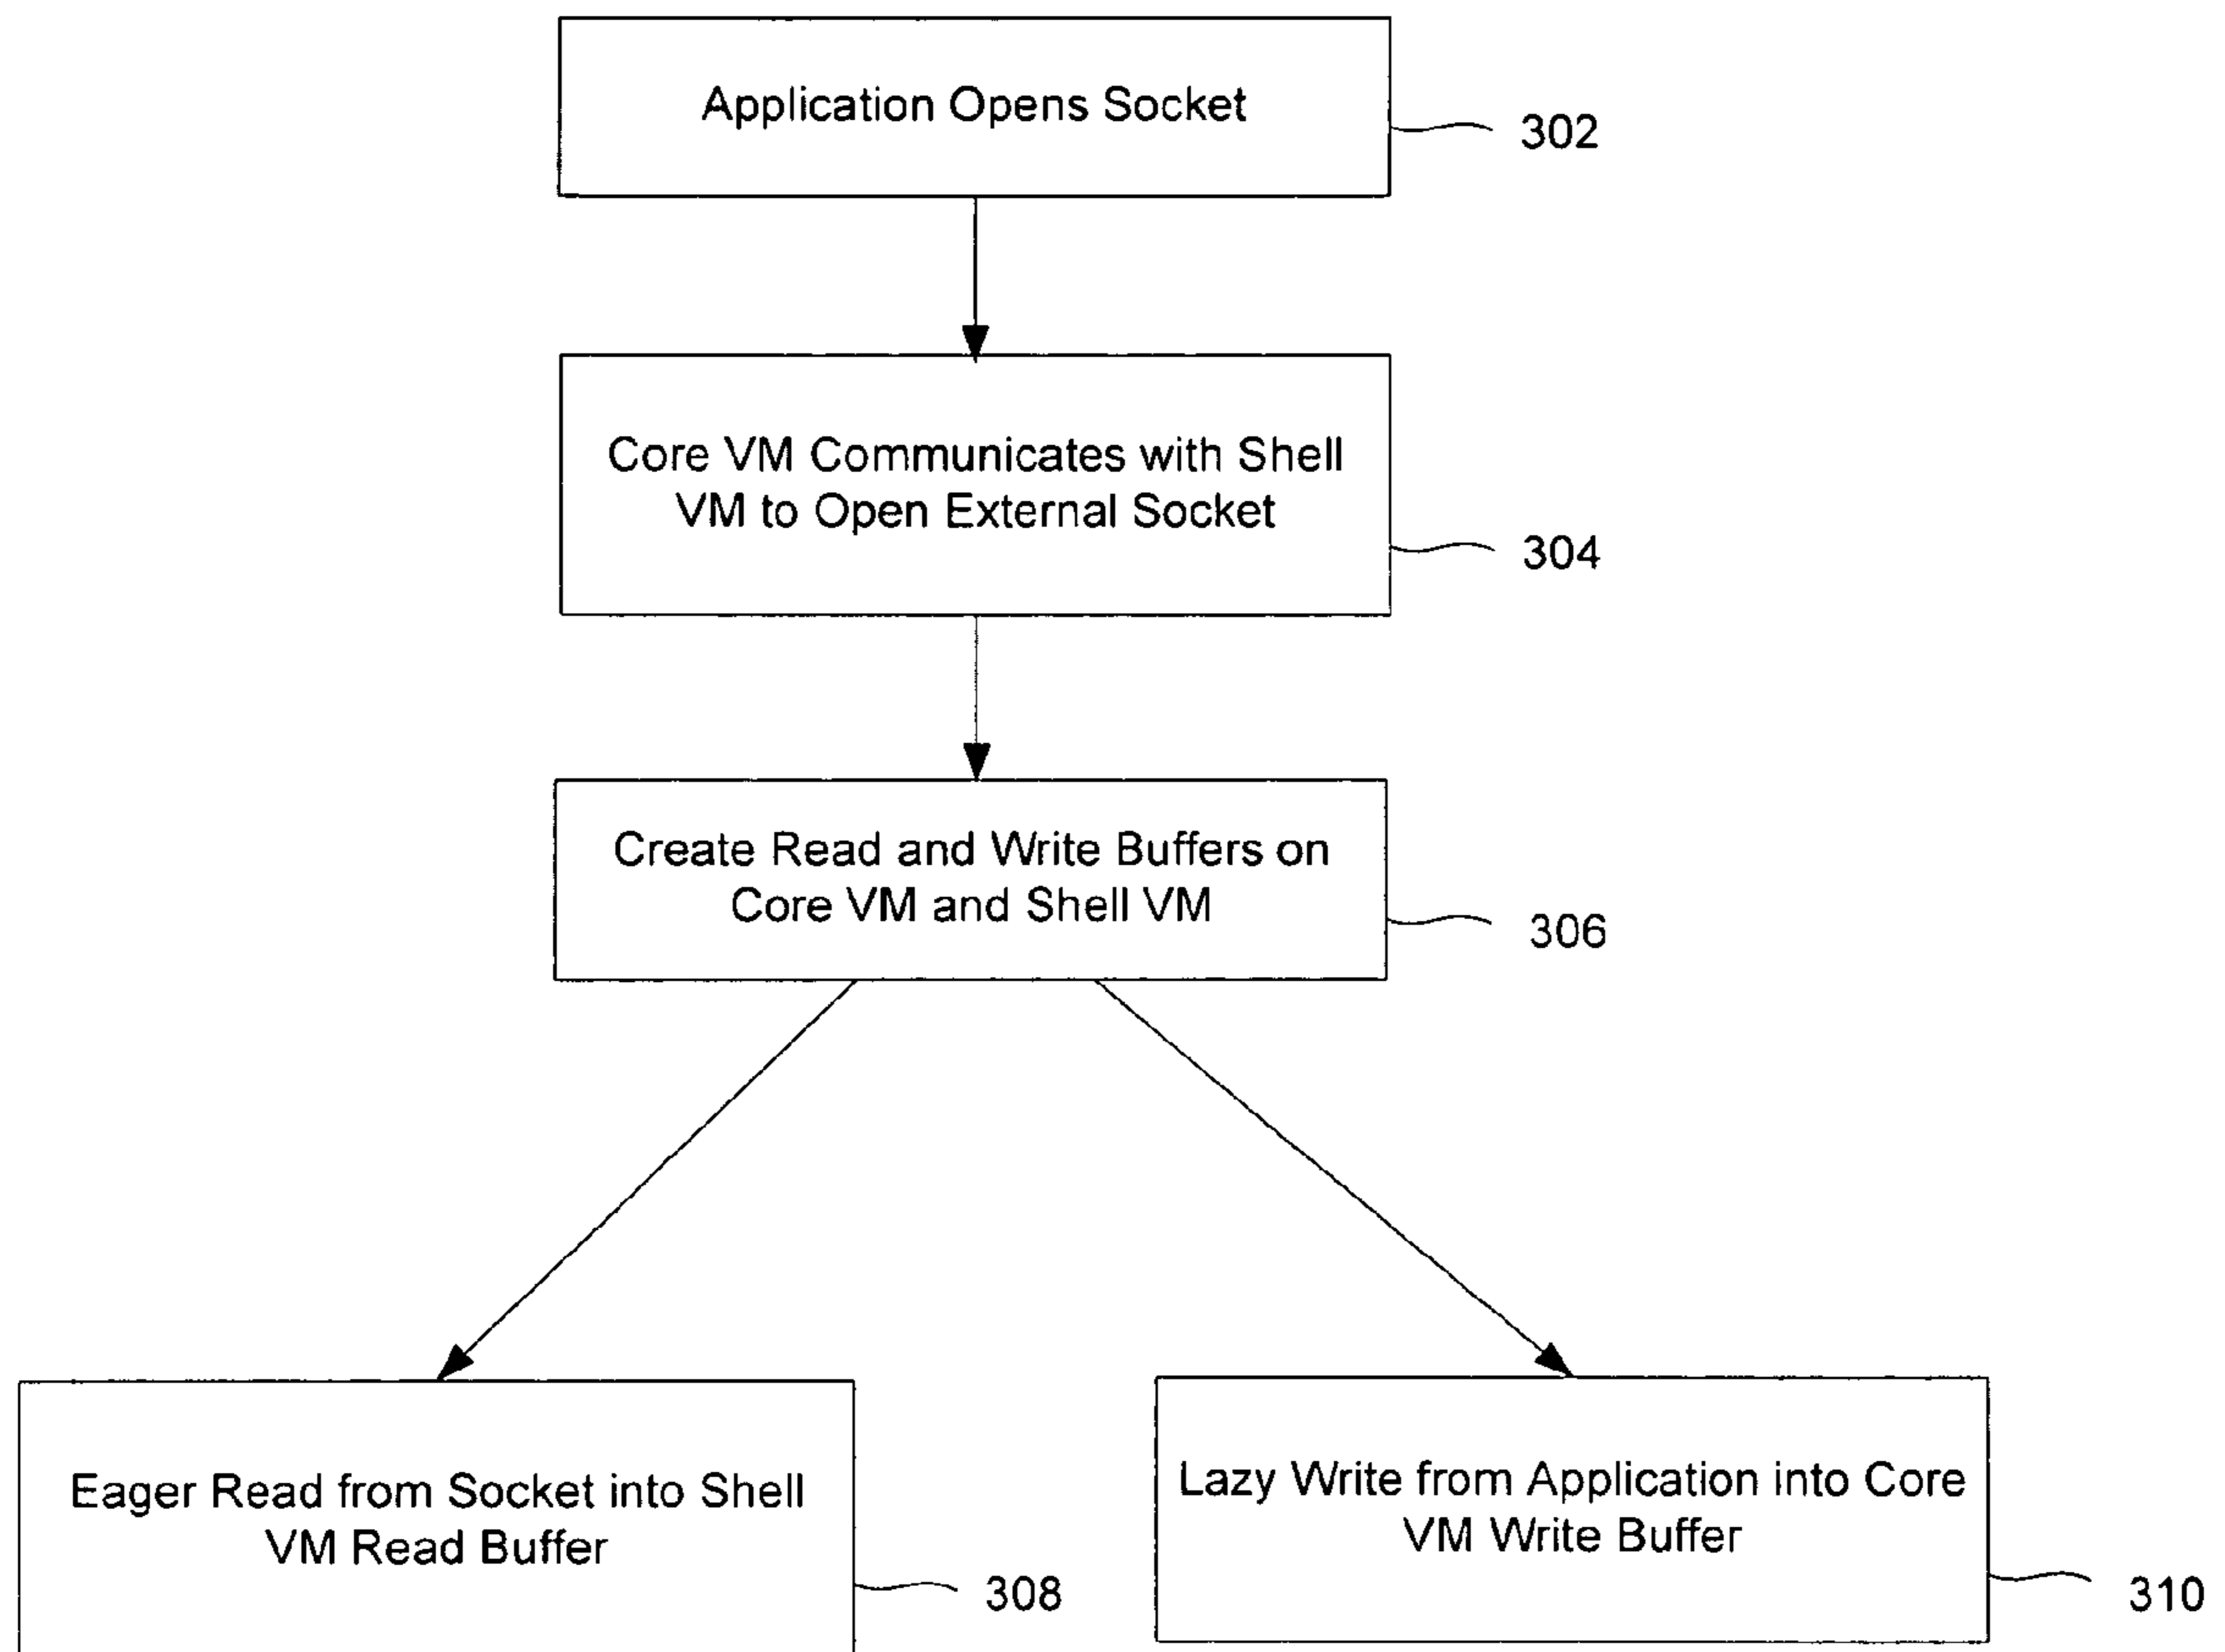 Application Opens Socket
302
Core VM Communicates with Shell
VM to Open External Socket
304
Create Read and Write Buffers on
Core VM and Shell VM
306
Eager Read from Socket into Shell
VM Read Buffer
308
Lazy Write from Application into Core
VM Write Buffer
310